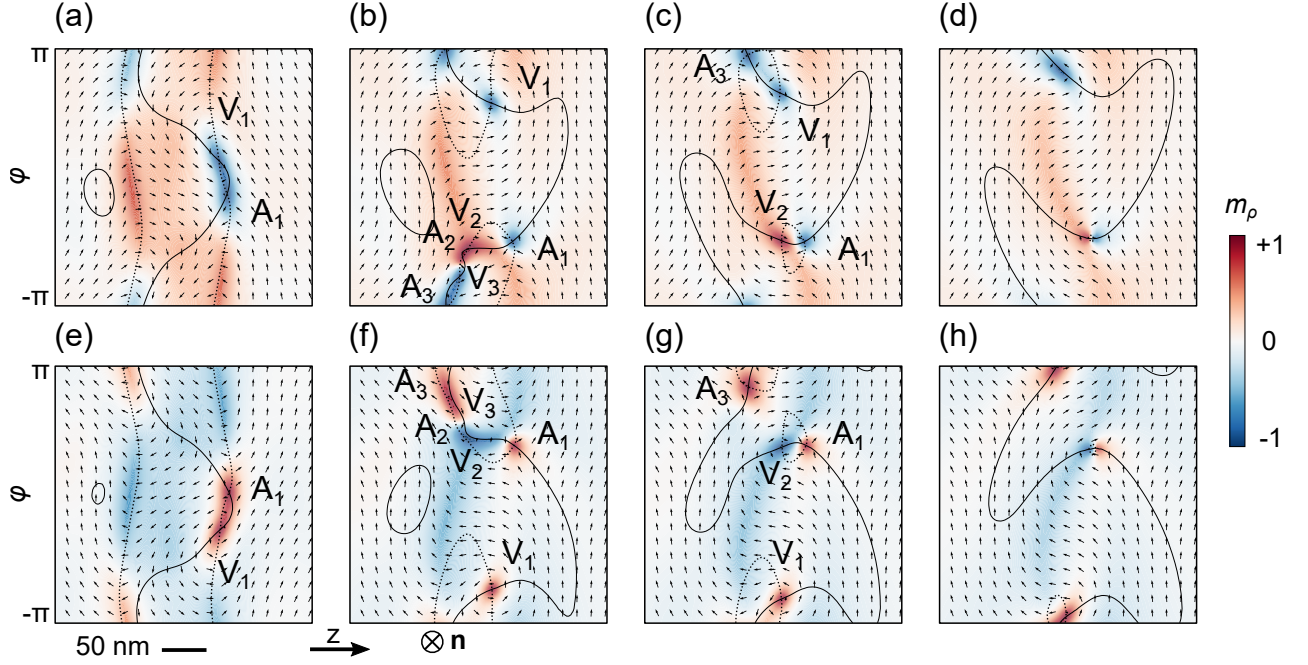 (a) (b) (c) (d)
π
φ
-π
V₁
A₁
V₁
V₂
A₂
A₁
A₃
V₃
A₃
V₁
V₂
A₁
mρ
+1
0
-1
(e) (f) (g) (h)
π
φ
-π
A₁
V₁
A₃
V₃
A₂
A₁
V₂
V₁
A₃
A₁
V₂
V₁
50 nm
z
n